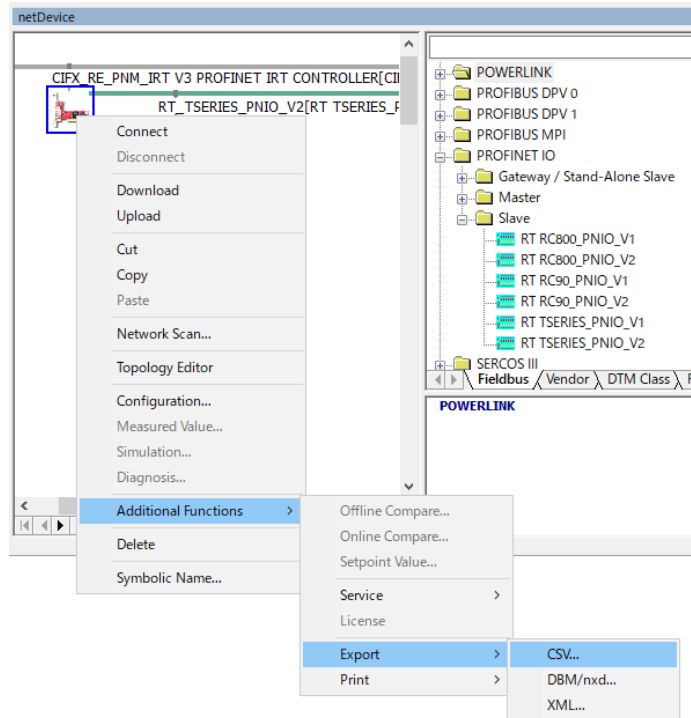 netDevice
CIFX_RE_PNM_IRT V3 PROFINET IRT CONTROLLER[CI
RT_TSERIES_PNIO_V2[RT TSERIES_P
Connect
Disconnect
Download
Upload
Cut
Copy
Paste
Network Scan...
Topology Editor
Configuration...
Measured Value...
Simulation...
Diagnosis...
Additional Functions
Delete
Symbolic Name...
Offline Compare...
Online Compare...
Setpoint Value...
Service
License
Export
Print
CSV...
DBM/nxd...
XML...
POWERLINK
PROFIBUS DPV 0
PROFIBUS DPV 1
PROFIBUS MPI
PROFINET IO
Gateway / Stand-Alone Slave
Master
Slave
RT RC800_PNIO_V1
RT RC800_PNIO_V2
RT RC90_PNIO_V1
RT RC90_PNIO_V2
RT TSERIES_PNIO_V1
RT TSERIES_PNIO_V2
SERCOS III
Fieldbus Vendor DTM Class
POWERLINK